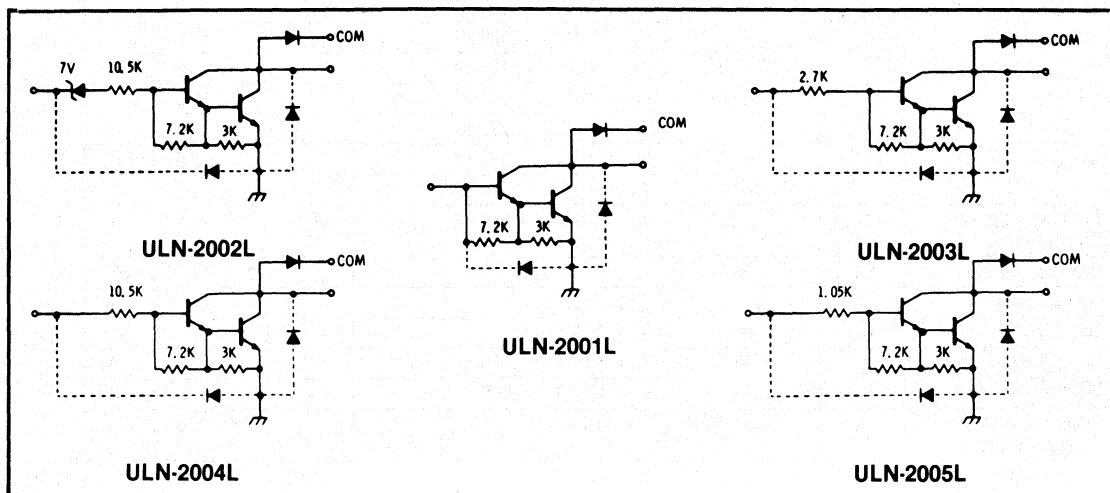 COM
7V
10.5K
7.2K
3K
ULN-2002L
COM
10.5K
7.2K
3K
ULN-2004L
COM
7.2K
3K
ULN-2001L
COM
2.7K
7.2K
3K
ULN-2003L
COM
1.05K
7.2K
3K
ULN-2005L